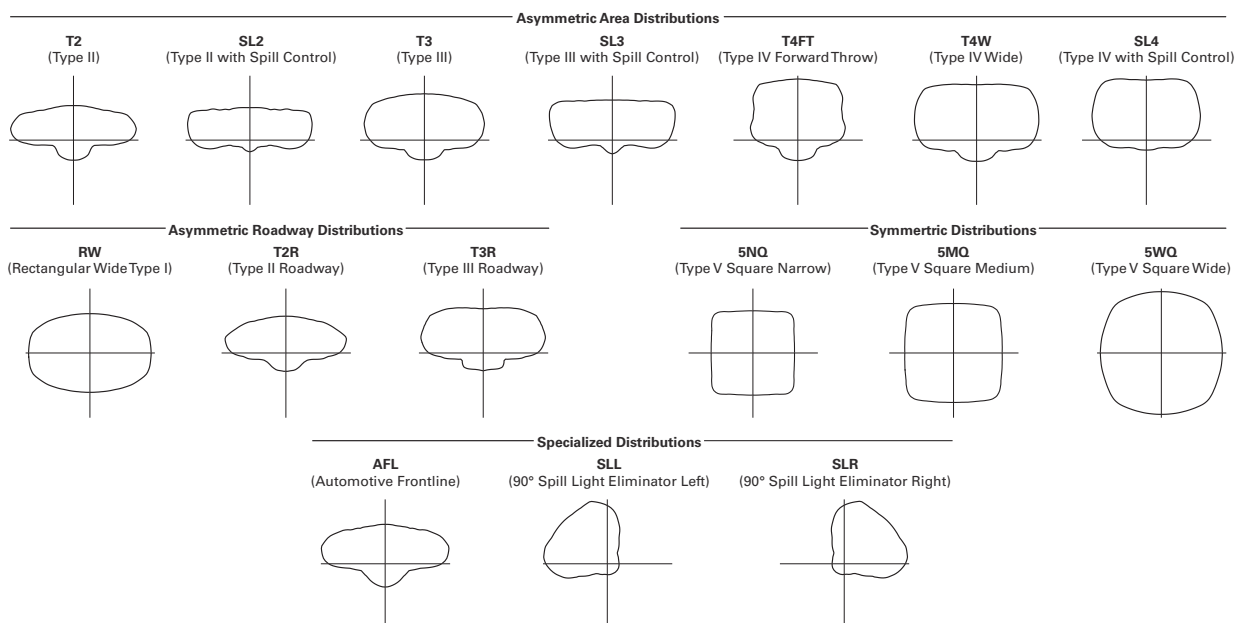 Asymmetric Area Distributions
T2
(Type II)
SL2
(Type II with Spill Control)
T3
(Type III)
SL3
(Type III with Spill Control)
T4FT
(Type IV Forward Throw)
T4W
(Type IV Wide)
SL4
(Type IV with Spill Control)
Asymmetric Roadway Distributions
RW
(Rectangular Wide Type I)
T2R
(Type II Roadway)
T3R
(Type III Roadway)
Symmertric Distributions
5NQ
(Type V Square Narrow)
5MQ
(Type V Square Medium)
5WQ
(Type V Square Wide)
Specialized Distributions
AFL
(Automotive Frontline)
SLL
(90° Spill Light Eliminator Left)
SLR
(90° Spill Light Eliminator Right)